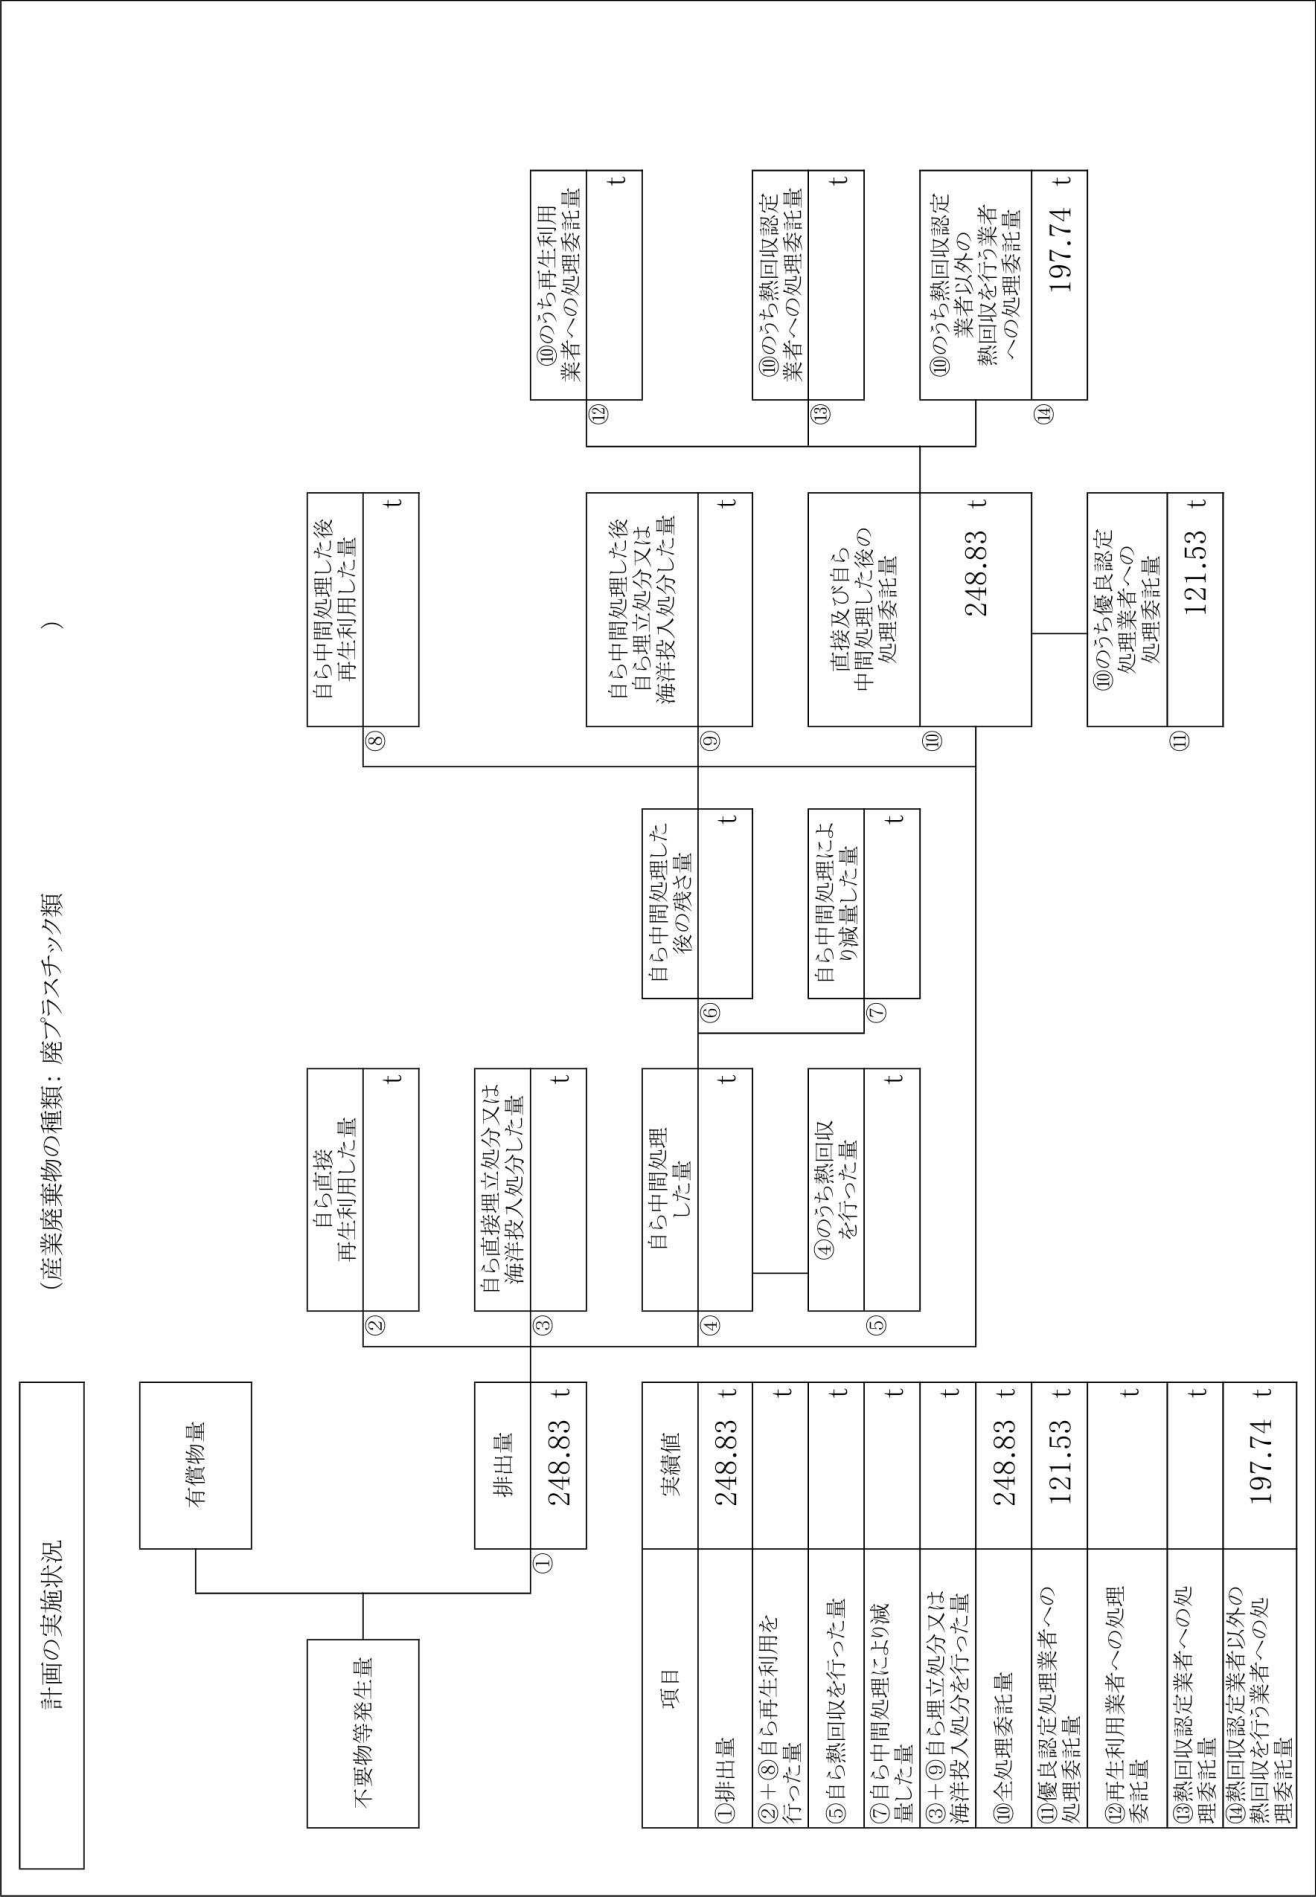 計画の実施状況
(産業廃棄物の種類：廃プラスチック類 )
有償物量
不要物等発生量
排出量
① 248.83 t
自ら直接
再生利用した量
② t
自ら直接埋立処分又は
海洋投入処分した量
③ t
自ら中間処理
した量
④ t
④のうち熱回収
を行った量
⑤ t
自ら中間処理した
後の残さ量
⑥ t
自ら中間処理によ
り減量した量
⑦ t
自ら中間処理した後
再生利用した量
⑧ t
自ら中間処理した後
自ら埋立処分又は
海洋投入処分した量
⑨ t
直接及び自ら
中間処理した後の
処理委託量
⑩ 248.83 t
⑩のうち優良認定
処理業者への
処理委託量
⑪ 121.53 t
⑩のうち再生利用
業者への処理委託量
⑫ t
⑩のうち熱回収認定
業者への処理委託量
⑬ t
⑩のうち熱回収認定
業者以外の
熱回収を行う業者
への処理委託量
⑭ 197.74 t
項目 実績値
①排出量 248.83 t
②＋⑧自ら再生利用を
行った量 t
⑤自ら熱回収を行った量 t
⑦自ら中間処理により減
量した量 t
③＋⑨自ら埋立処分又は
海洋投入処分を行った量 t
⑩全処理委託量 248.83 t
⑪優良認定処理業者への
処理委託量 121.53 t
⑫再生利用業者への処理
委託量 t
⑬熱回収認定業者への処
理委託量 t
⑭熱回収認定業者以外の
熱回収を行う業者への処
理委託量 197.74 t